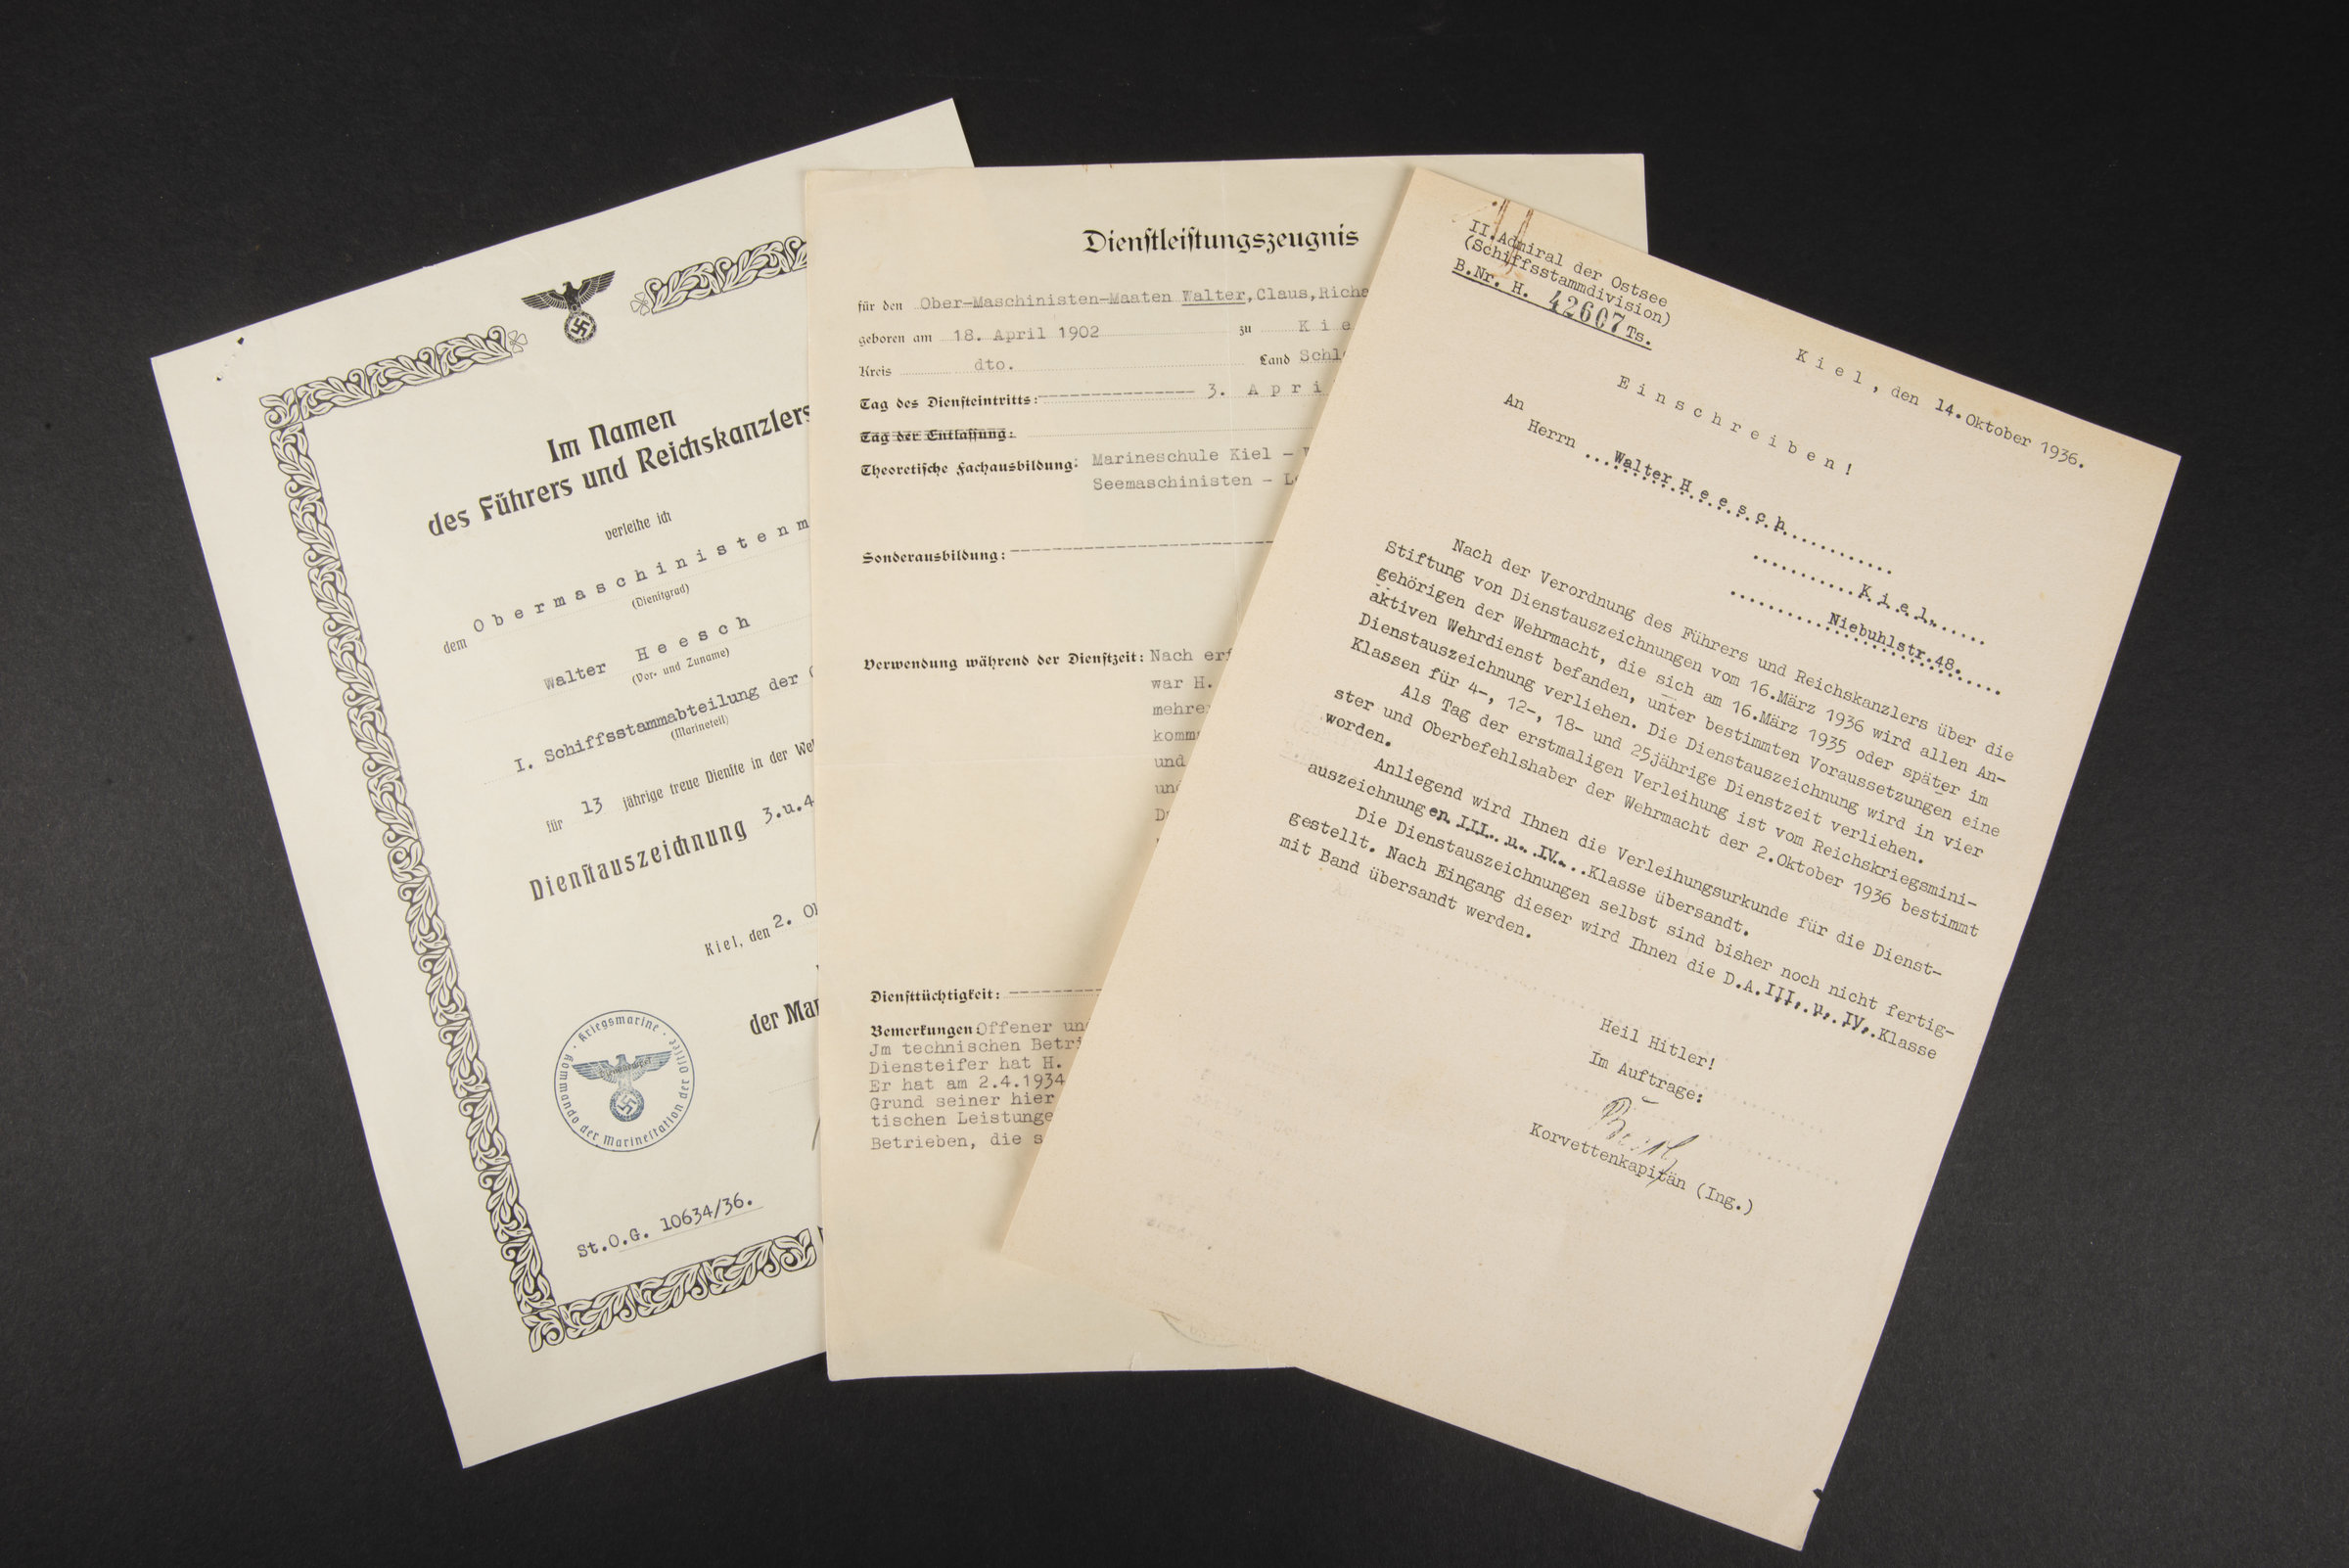 Im Namen
des Führers und Reichskanzlers
verleihe ich
dem Obermaschinistenm
(Dienstgrad)
Walter Heesch
(Vor- und Zuname)
I. Schiffsstammabteilung der
(Marineteil)
für 13 jährige treue Dienste in der
Dienstauszeichnung 3.u.4
Kiel, den 2.
der
Kriegsmarine
Kommando der Marinestation der Ostsee
St.O.G. 10634/36.
Dienstleistungszeugnis
für den Ober-Maschinisten-Maaten Walter, Claus, Richa
geboren am 18. April 1902 zu Kie
Kreis dto. Land Schl
Tag des Diensteintritts: 3. Apri
Tag der Entlassung:
Theoretische Fachausbildung: Marineschule Kiel -
Seemaschinisten - L
Sonderausbildung:
Verwendung während der Dienstzeit: Nach er
war H.
mehre
komm
und
un
D
Diensttüchtigkeit:
Bemerkungen: Offener un
Jm technischen Betri
Diensteifer hat H.
Er hat am 2.4.1934
Grund seiner hier
tischen Leistunge
Betrieben, die s
II. Admiral der Ostsee
(Schiffsstammdivision)
B.Nr. H. 42607 Ts.
Kiel, den 14. Oktober 1936.
Einschreiben!
An
Herrn Walter Heesch
Kiel
Niebuhlstr. 48.
Nach der Verordnung des Führers und Reichskanzlers über die
Stiftung von Dienstauszeichnungen vom 16.März 1936 wird allen An-
gehörigen der Wehrmacht, die sich am 16.März 1935 oder später im
aktiven Wehrdienst befanden, unter bestimmten Voraussetzungen eine
Dienstauszeichnung verliehen. Die Dienstauszeichnung wird in vier
Klassen für 4-, 12-, 18- und 25jährige Dienstzeit verliehen.
Als Tag der erstmaligen Verleihung ist vom Reichskriegsmini-
ster und Oberbefehlshaber der Wehrmacht der 2.Oktober 1936 bestimmt
worden.
Anliegend wird Ihnen die Verleihungsurkunde für die Dienst-
auszeichnungen III. u. IV. Klasse übersandt.
Die Dienstauszeichnungen selbst sind bisher noch nicht fertig-
gestellt. Nach Eingang dieser wird Ihnen die D.A. III. u. IV. Klasse
mit Band übersandt werden.
Heil Hitler!
Im Auftrage:
Korvettenkapitän (Ing.)